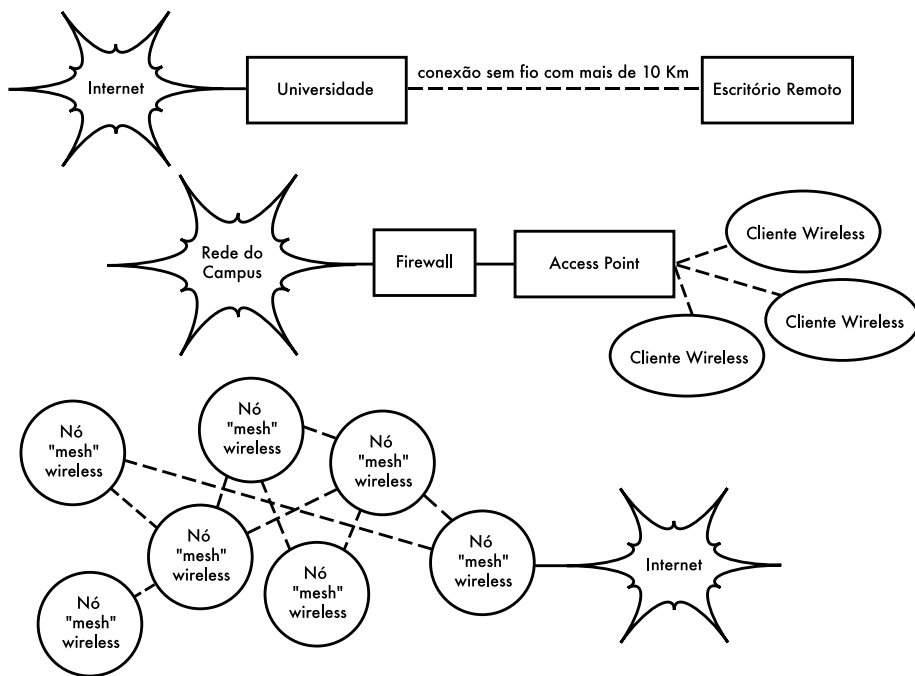 Internet
Universidade
conexão sem fio com mais de 10 Km
Escritório Remoto
Rede do
Campus
Firewall
Access Point
Cliente Wireless
Cliente Wireless
Cliente Wireless
Nó
"mesh"
wireless
Nó
"mesh"
wireless
Nó
"mesh"
wireless
Nó
"mesh"
wireless
Nó
"mesh"
wireless
Nó
"mesh"
wireless
Nó
"mesh"
wireless
Internet